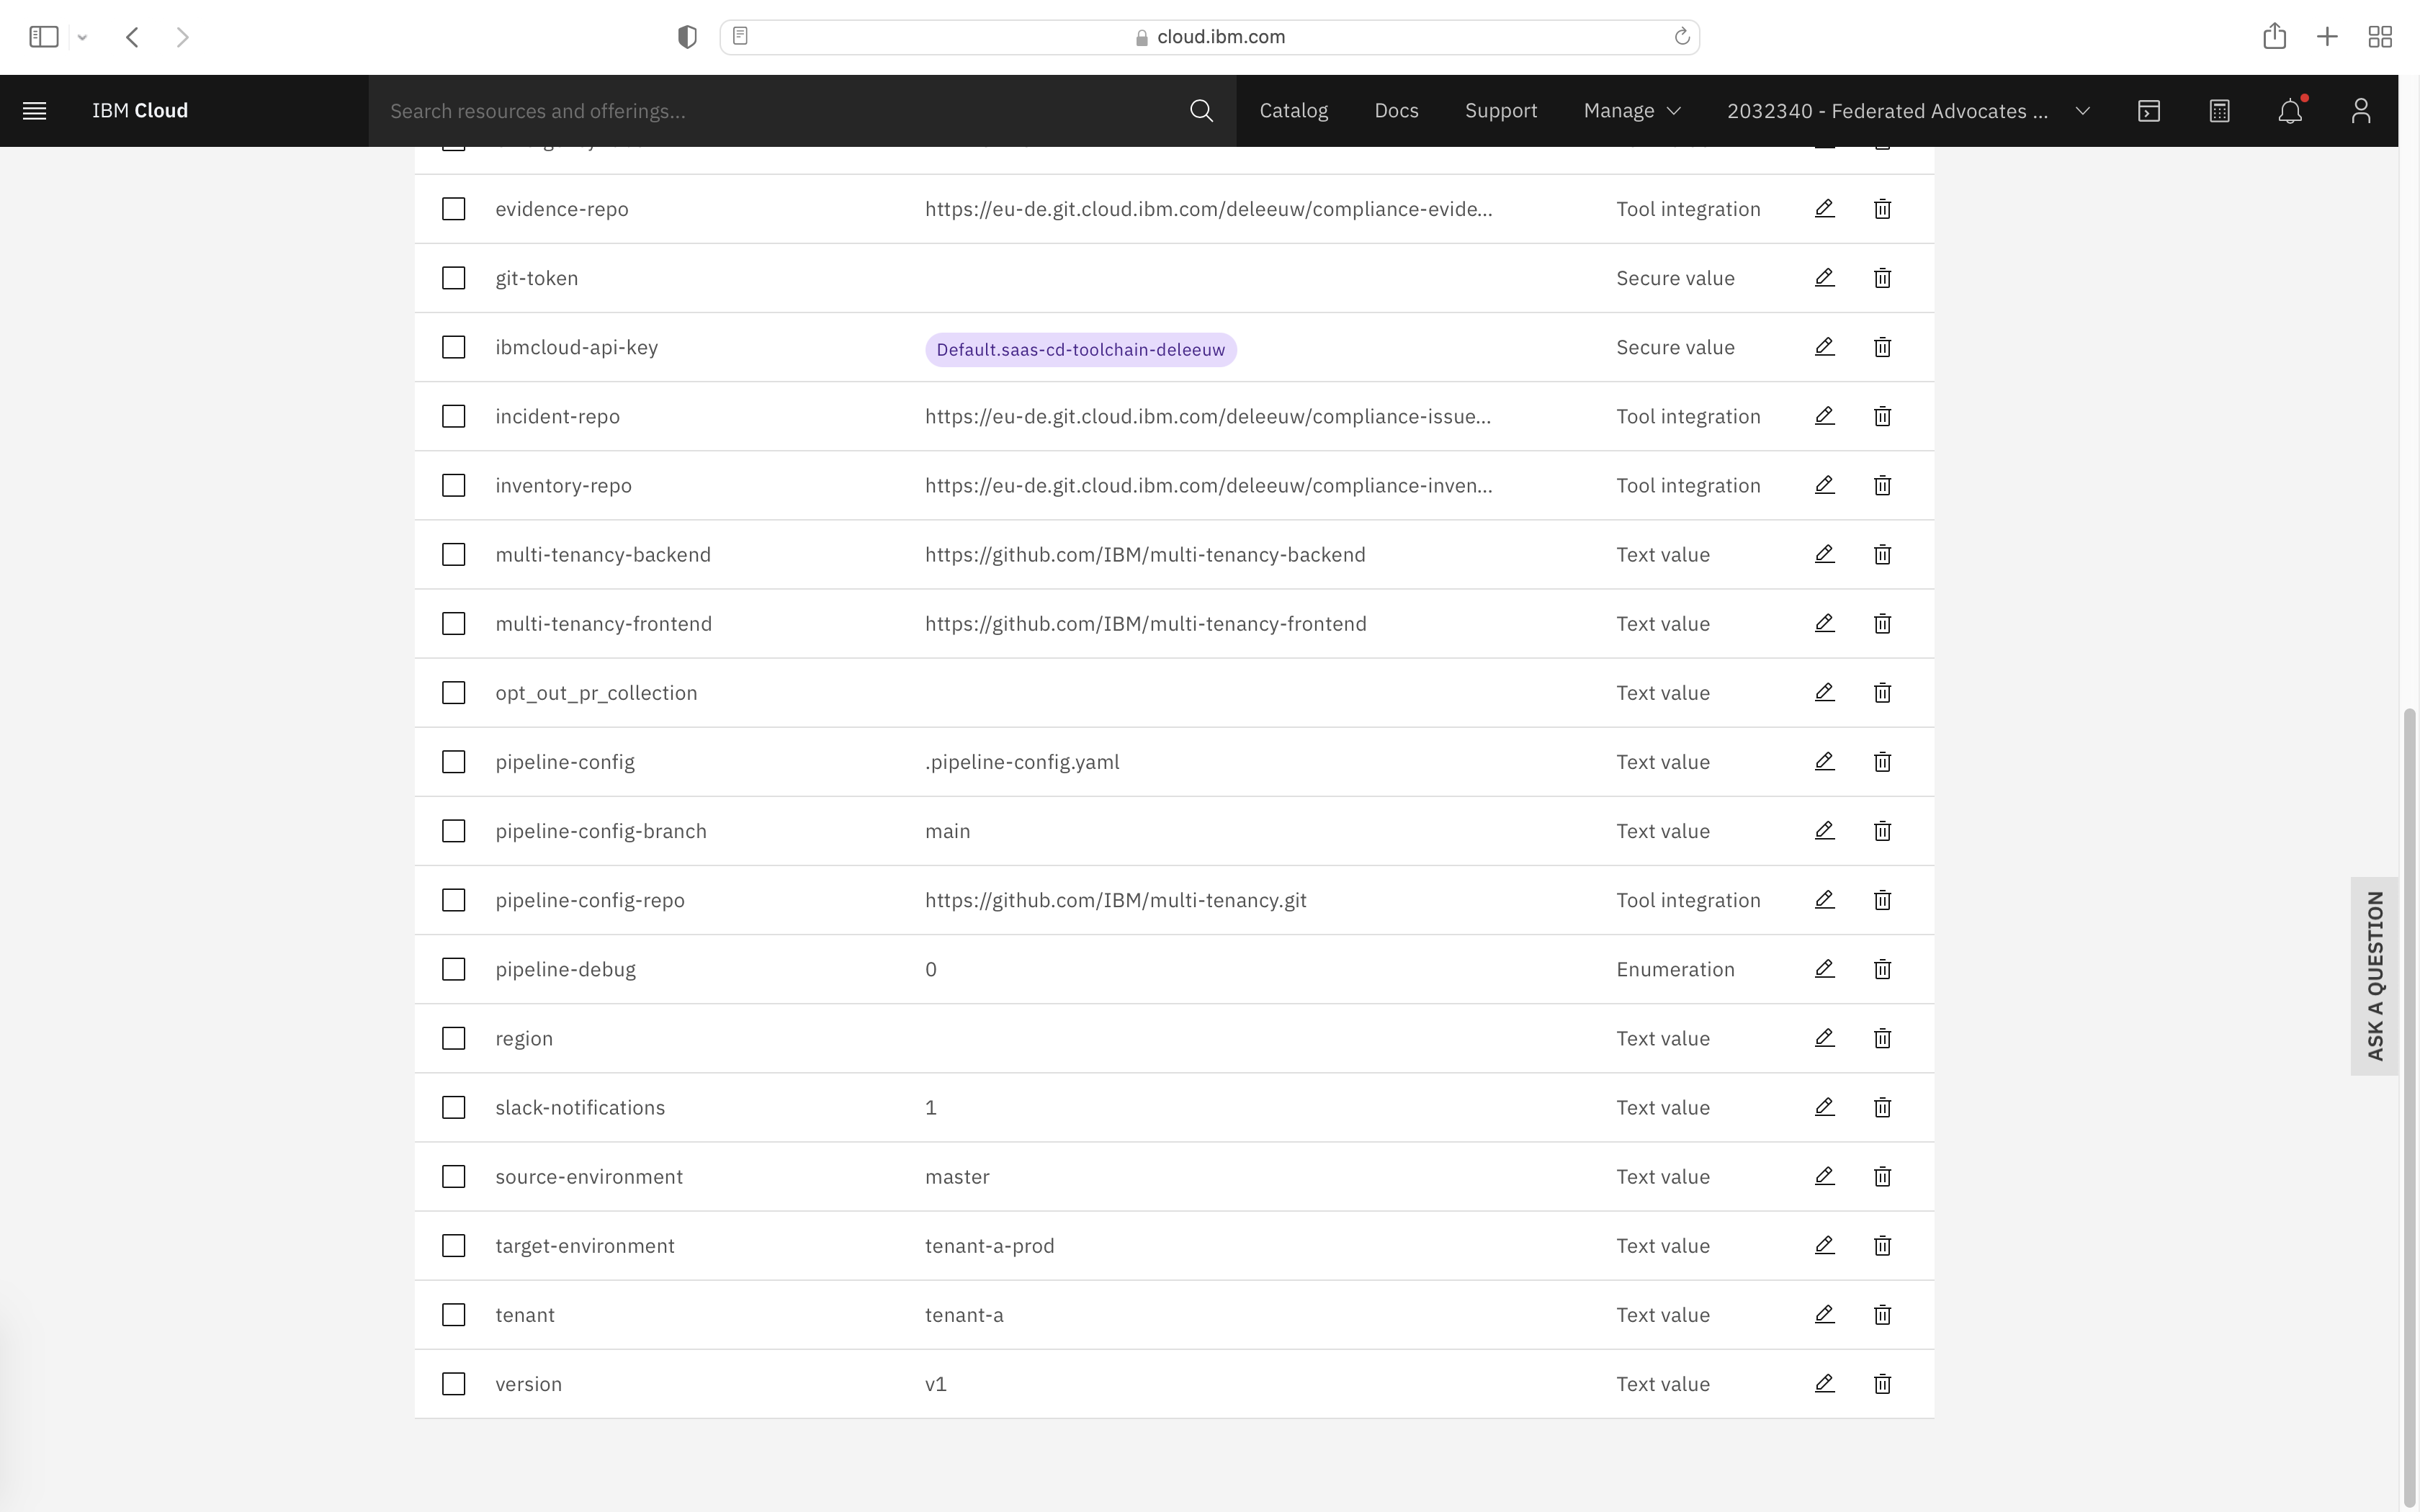 cloud.ibm.com
IBM Cloud
Search resources and offerings...
Catalog
Docs
Support
Manage
2032340 - Federated Advocates ...
evidence-repo https://eu-de.git.cloud.ibm.com/deleeuw/compliance-evide... Tool integration
git-token Secure value
ibmcloud-api-key Default.saas-cd-toolchain-deleeuw Secure value
incident-repo https://eu-de.git.cloud.ibm.com/deleeuw/compliance-issue... Tool integration
inventory-repo https://eu-de.git.cloud.ibm.com/deleeuw/compliance-inven... Tool integration
multi-tenancy-backend https://github.com/IBM/multi-tenancy-backend Text value
multi-tenancy-frontend https://github.com/IBM/multi-tenancy-frontend Text value
opt_out_pr_collection Text value
pipeline-config .pipeline-config.yaml Text value
pipeline-config-branch main Text value
pipeline-config-repo https://github.com/IBM/multi-tenancy.git Tool integration
pipeline-debug 0 Enumeration
region Text value
slack-notifications 1 Text value
source-environment master Text value
target-environment tenant-a-prod Text value
tenant tenant-a Text value
version v1 Text value
ASK A QUESTION